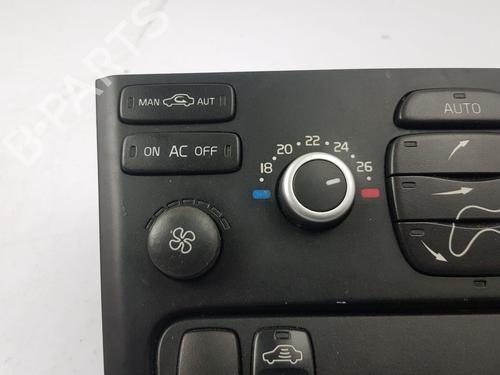 MAN AUT
AUTO
ON AC OFF
18 20 22 24 26
B-PARTS